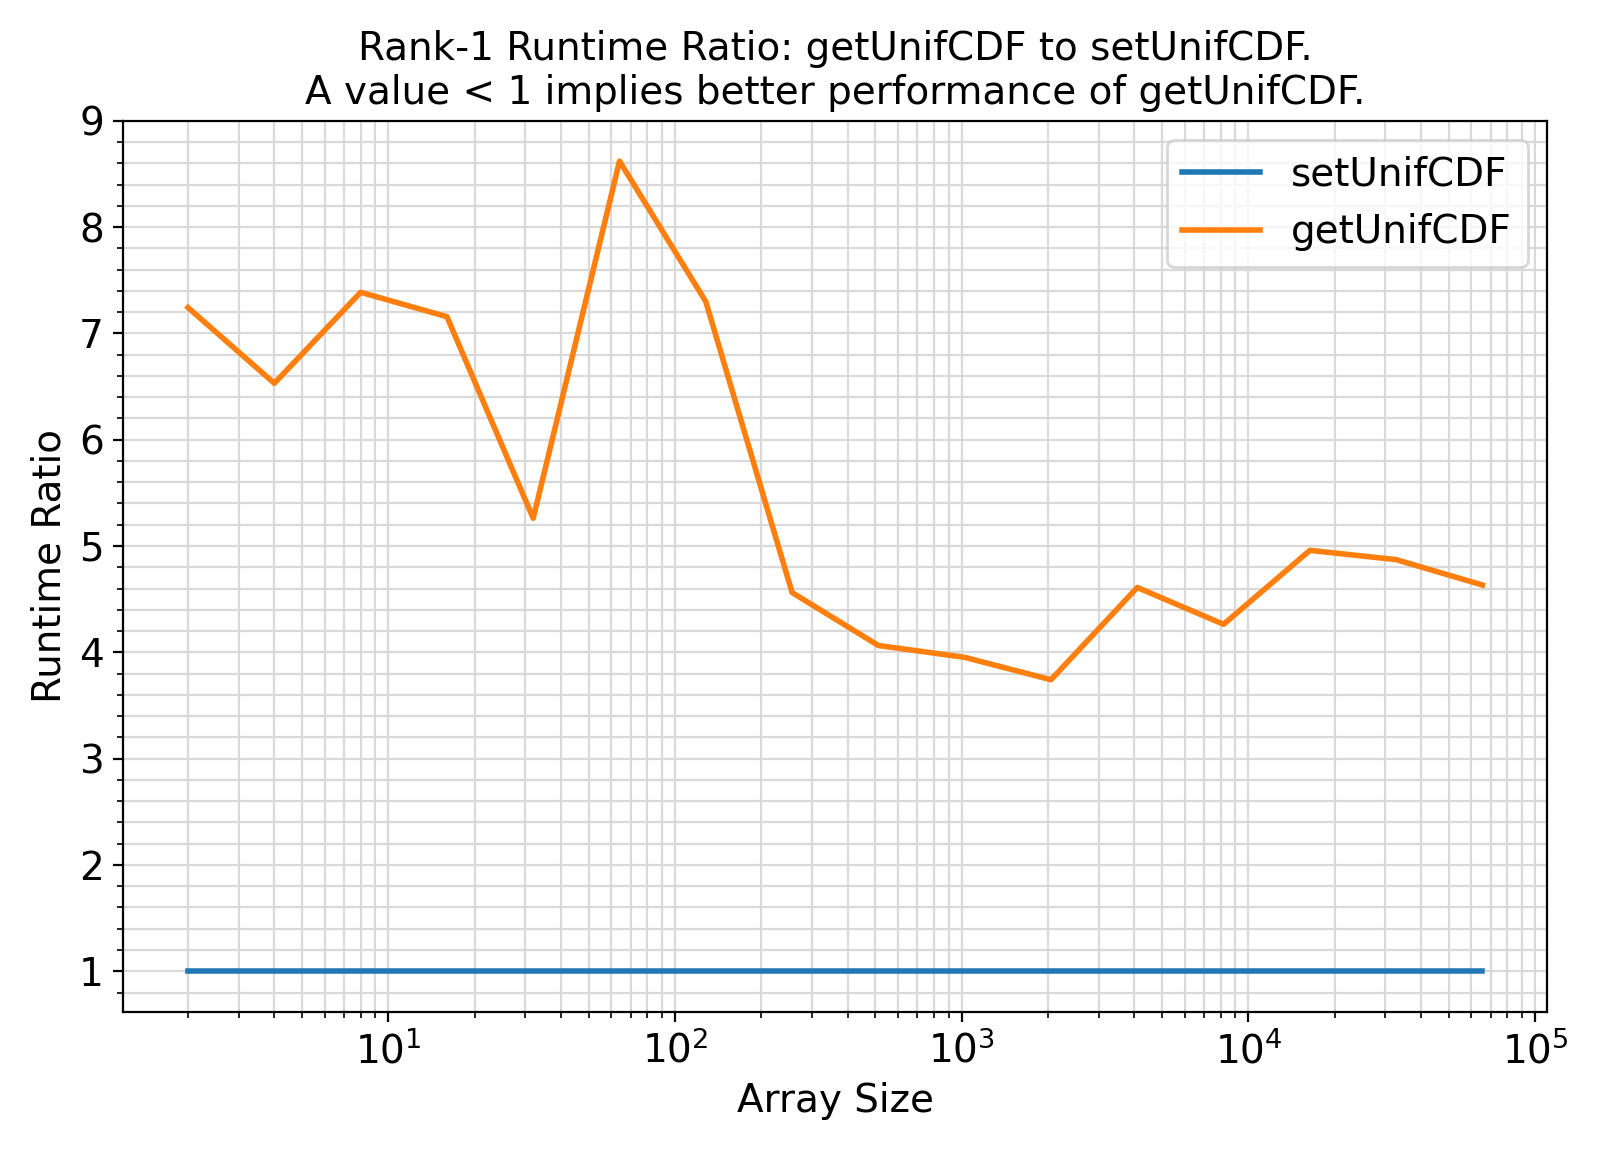 Rank-1 Runtime Ratio: getUnifCDF to setUnifCDF.
A value < 1 implies better performance of getUnifCDF.
setUnifCDF
getUnifCDF
Runtime Ratio
9
8
7
6
5
4
3
2
1
10¹ 10² 10³ 10⁴ 10⁵
Array Size